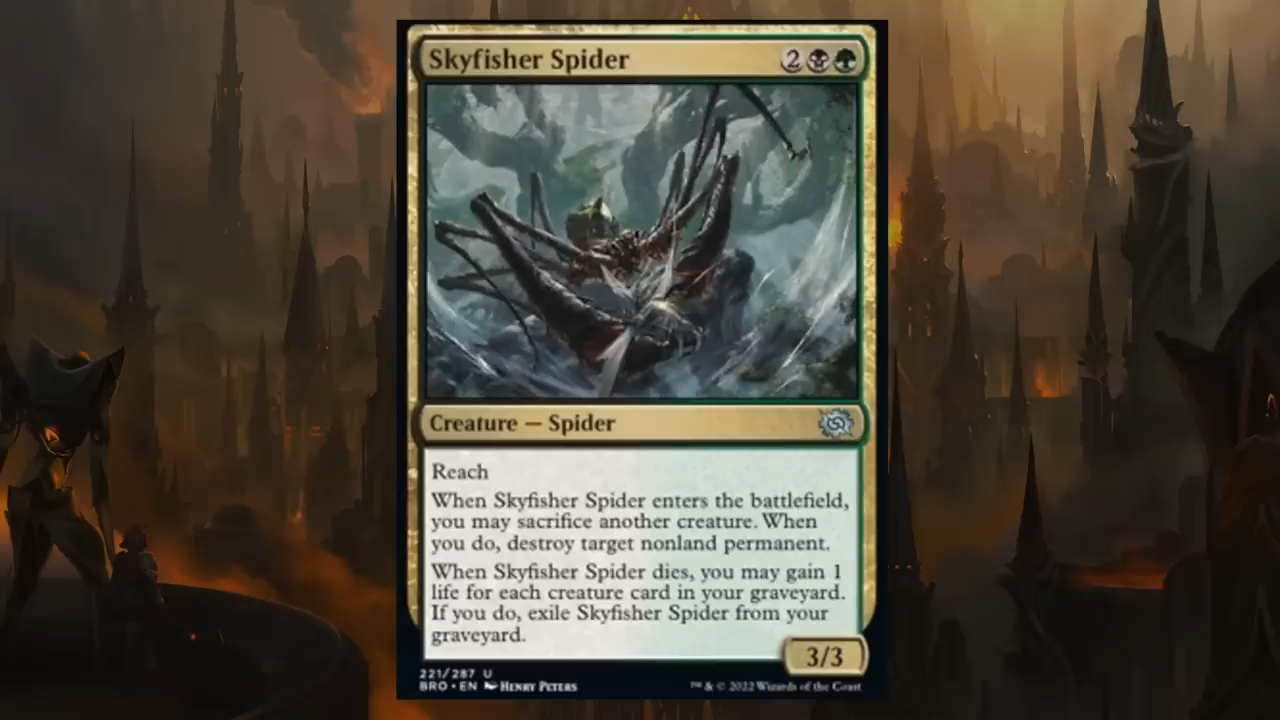 Skyfisher Spider 2
Creature — Spider
Reach
When Skyfisher Spider enters the battlefield,
you may sacrifice another creature. When
you do, destroy target nonland permanent.
When Skyfisher Spider dies, you may gain 1
life for each creature card in your graveyard.
If you do, exile Skyfisher Spider from your
graveyard.
3/3
221/287 U
BRO • EN Henry Peters
™ & © 2022 Wizards of the Coast